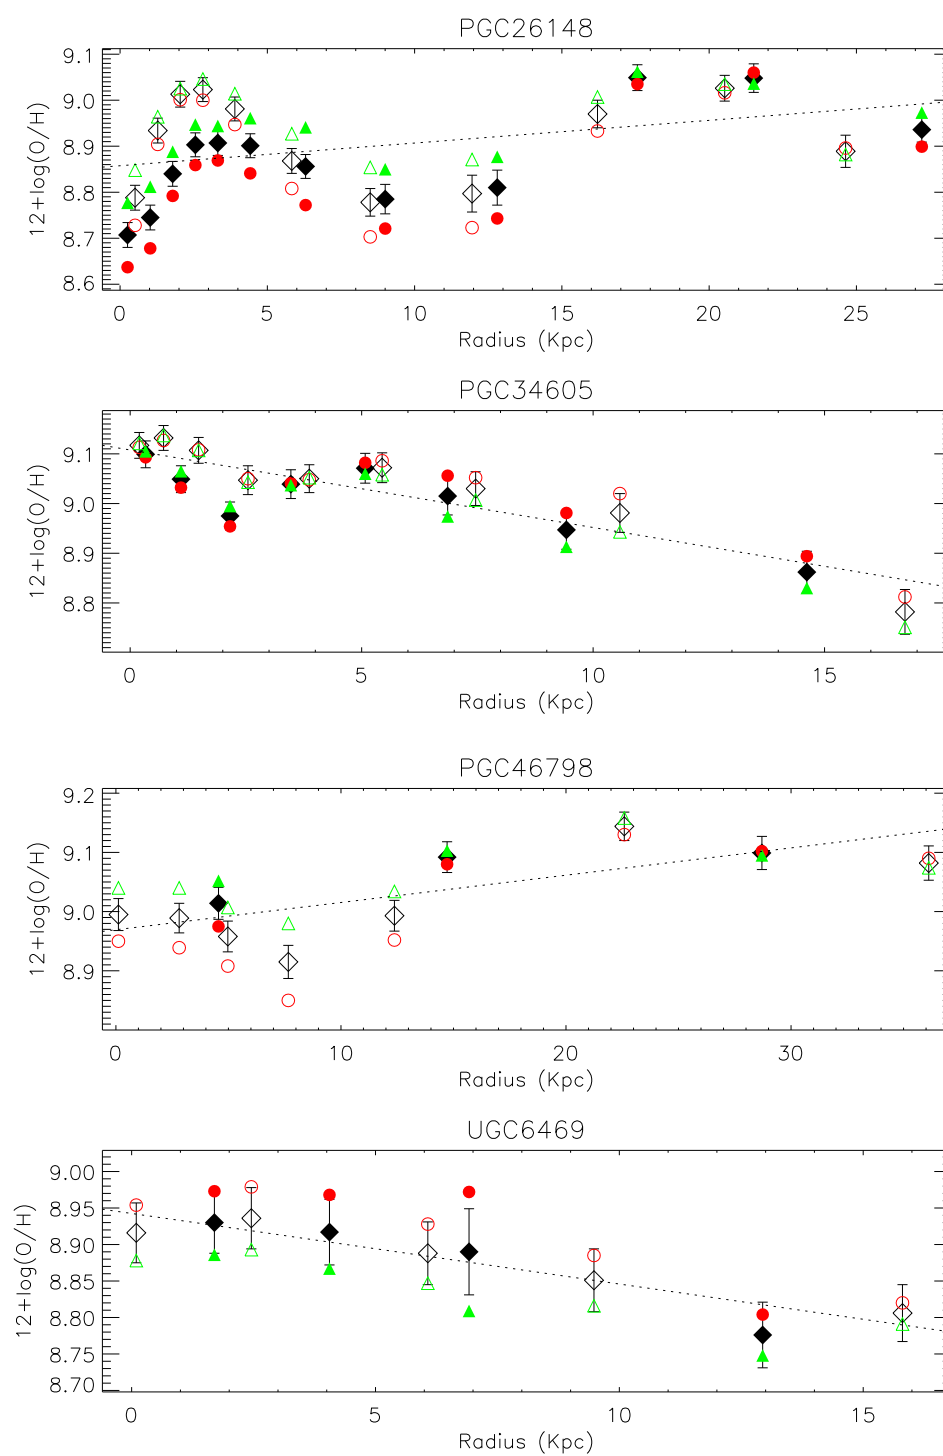 PGC26148
12+log(O/H)
9.1
9.0
8.9
8.8
8.7
8.6
0 5 10 15 20 25
Radius (Kpc)
PGC34605
12+log(O/H)
9.1
9.0
8.9
8.8
0 5 10 15
Radius (Kpc)
PGC46798
12+log(O/H)
9.2
9.1
9.0
8.9
0 10 20 30
Radius (Kpc)
UGC6469
12+log(O/H)
9.00
8.95
8.90
8.85
8.80
8.75
8.70
0 5 10 15
Radius (Kpc)